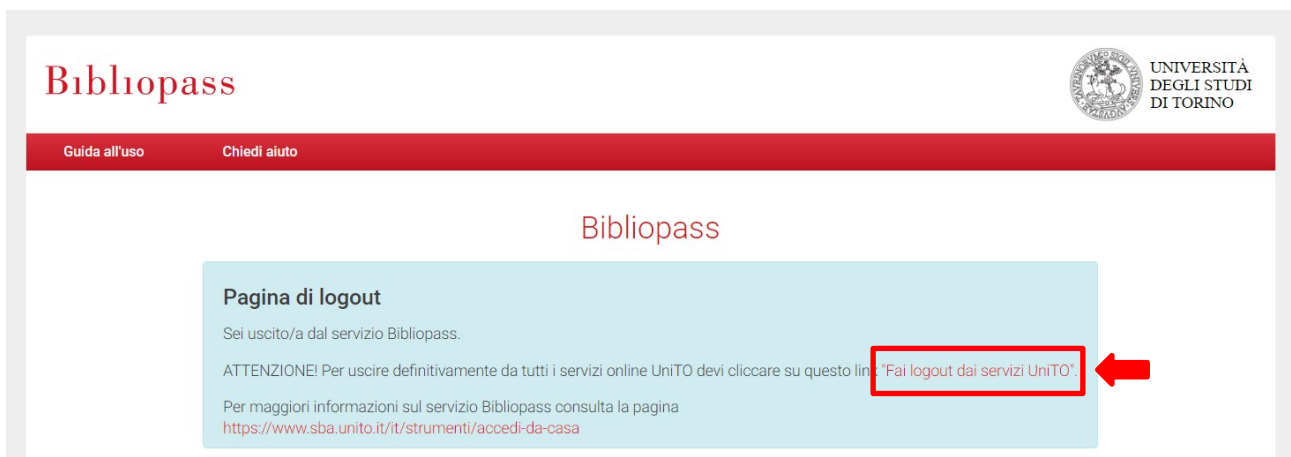 Bıblıopass
UNIVERSITÀ
DEGLI STUDI
DI TORINO
Guida all'uso
Chiedi aiuto
Bibliopass
Pagina di logout
Sei uscito/a dal servizio Bibliopass.
ATTENZIONE! Per uscire definitivamente da tutti i servizi online UniTO devi cliccare su questo link "Fai logout dai servizi UniTO".
Per maggiori informazioni sul servizio Bibliopass consulta la pagina
https://www.sba.unito.it/it/strumenti/accedi-da-casa